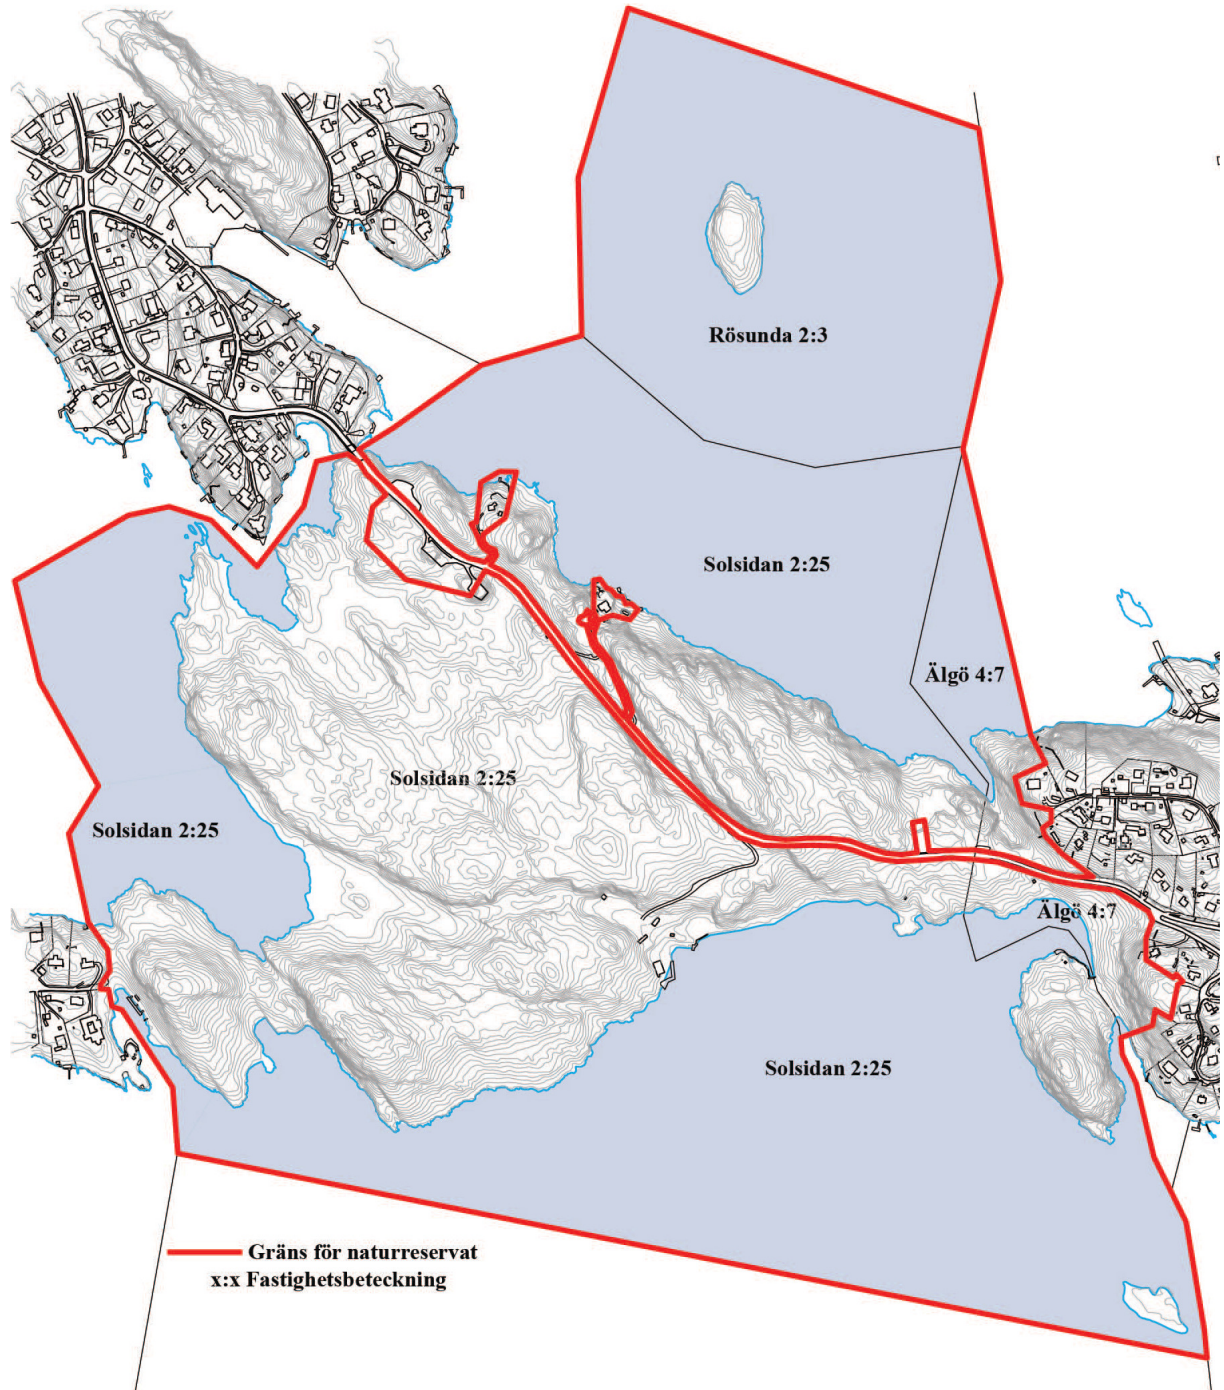 Rösunda 2:3
Solsidan 2:25
Älgö 4:7
Solsidan 2:25
Solsidan 2:25
Älgö 4:7
Solsidan 2:25
Gräns för naturreservat
x:x Fastighetsbeteckning